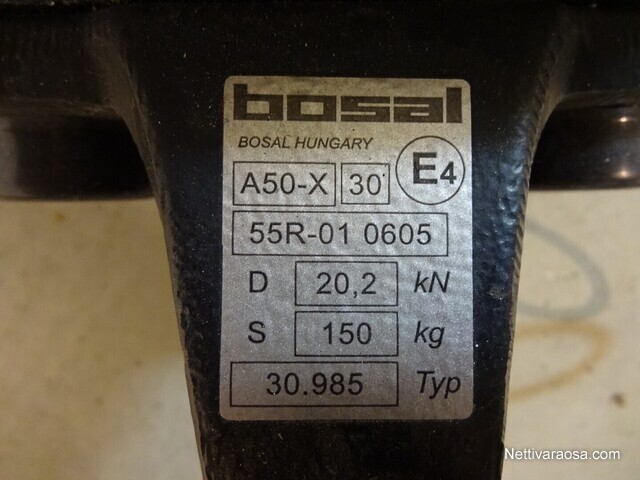 bosal
BOSAL HUNGARY
E4
A50-X 30
55R-01 0605
D 20,2 kN
S 150 kg
30.985 Typ
Nettivaraosa.com